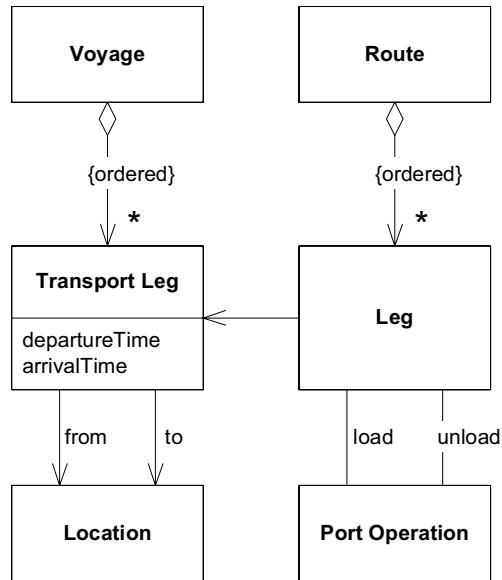 Voyage
Route
{ordered}
{ordered}
*
*
Transport Leg
departureTime
arrivalTime
Leg
from
to
load
unload
Location
Port Operation